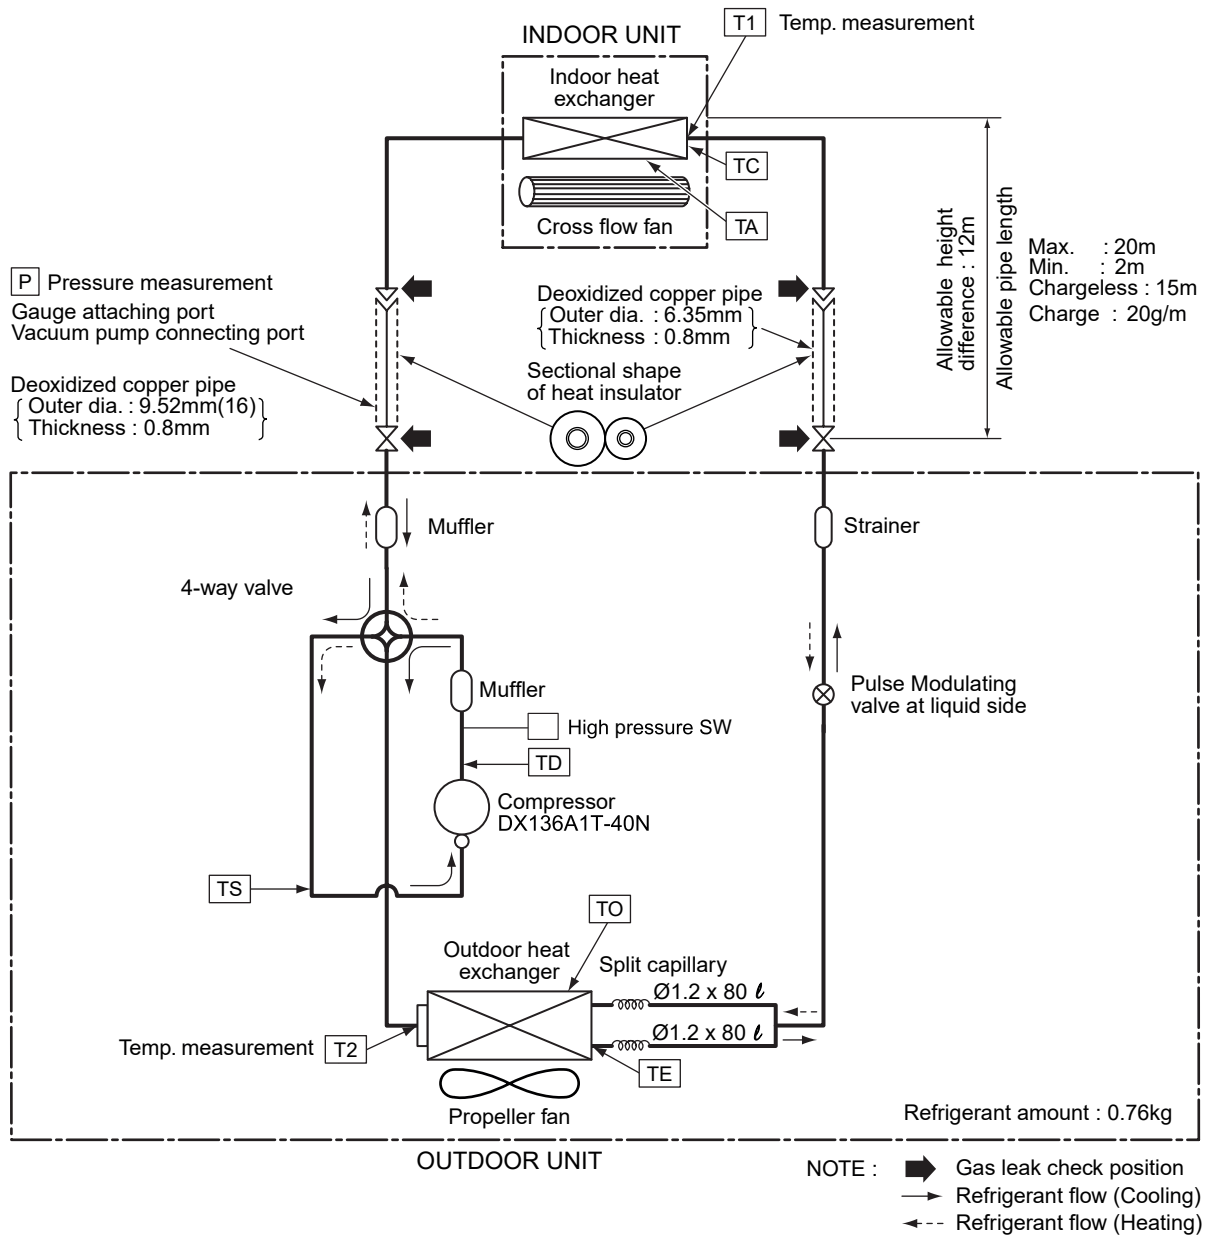 T1 Temp. measurement
INDOOR UNIT
Indoor heat
exchanger
TC
TA
Cross flow fan
Allowable height
difference : 12m
Allowable pipe length
Max. : 20m
Min. : 2m
Chargeless : 15m
Charge : 20g/m
P Pressure measurement
Gauge attaching port
Vacuum pump connecting port
Deoxidized copper pipe
Outer dia. : 9.52mm(16)
Thickness : 0.8mm
Deoxidized copper pipe
Outer dia. : 6.35mm
Thickness : 0.8mm
Sectional shape
of heat insulator
Muffler
Strainer
4-way valve
Muffler
Pulse Modulating
valve at liquid side
High pressure SW
TD
Compressor
DX136A1T-40N
TS
TO
Outdoor heat
exchanger
Split capillary
Ø1.2 x 80 ℓ
Ø1.2 x 80 ℓ
Temp. measurement T2
TE
Propeller fan
Refrigerant amount : 0.76kg
OUTDOOR UNIT
NOTE : Gas leak check position
Refrigerant flow (Cooling)
Refrigerant flow (Heating)